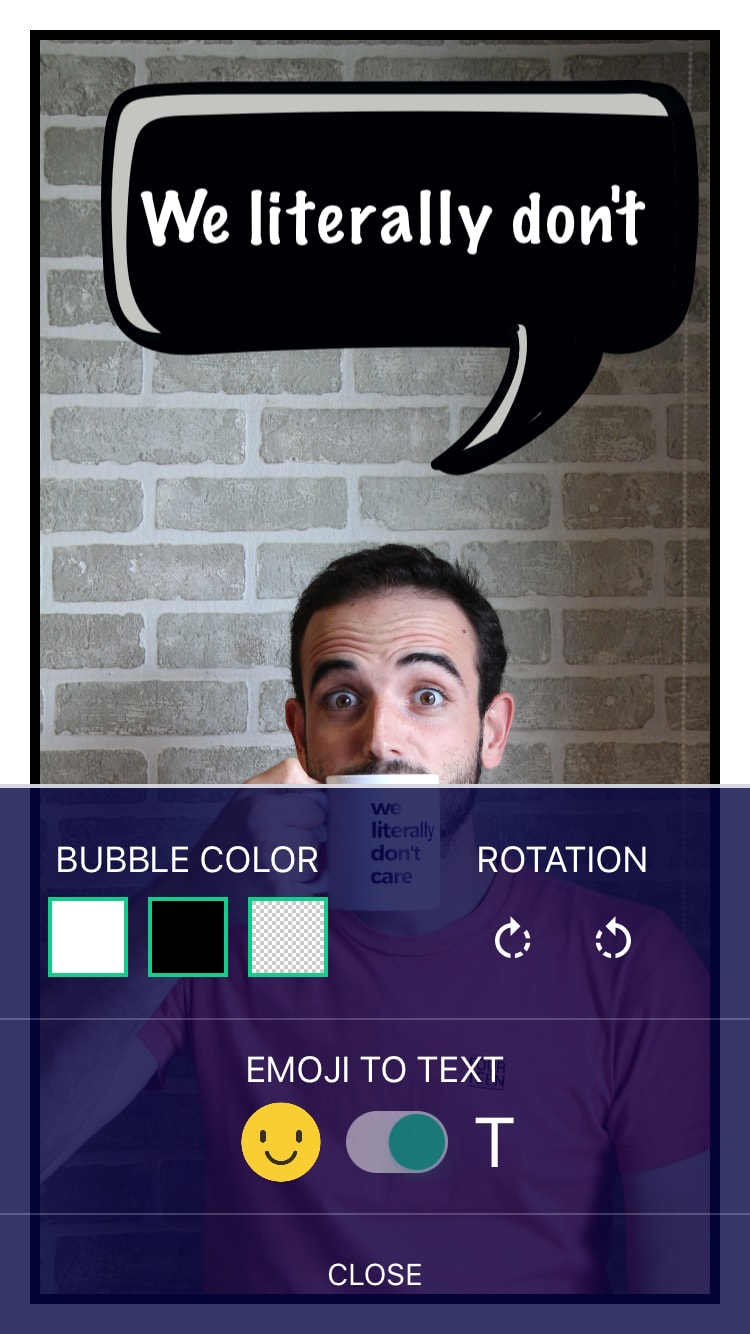 We literally don't
we
literally
don't
care
BUBBLE COLOR
ROTATION
EMOJI TO TEXT
T
CLOSE